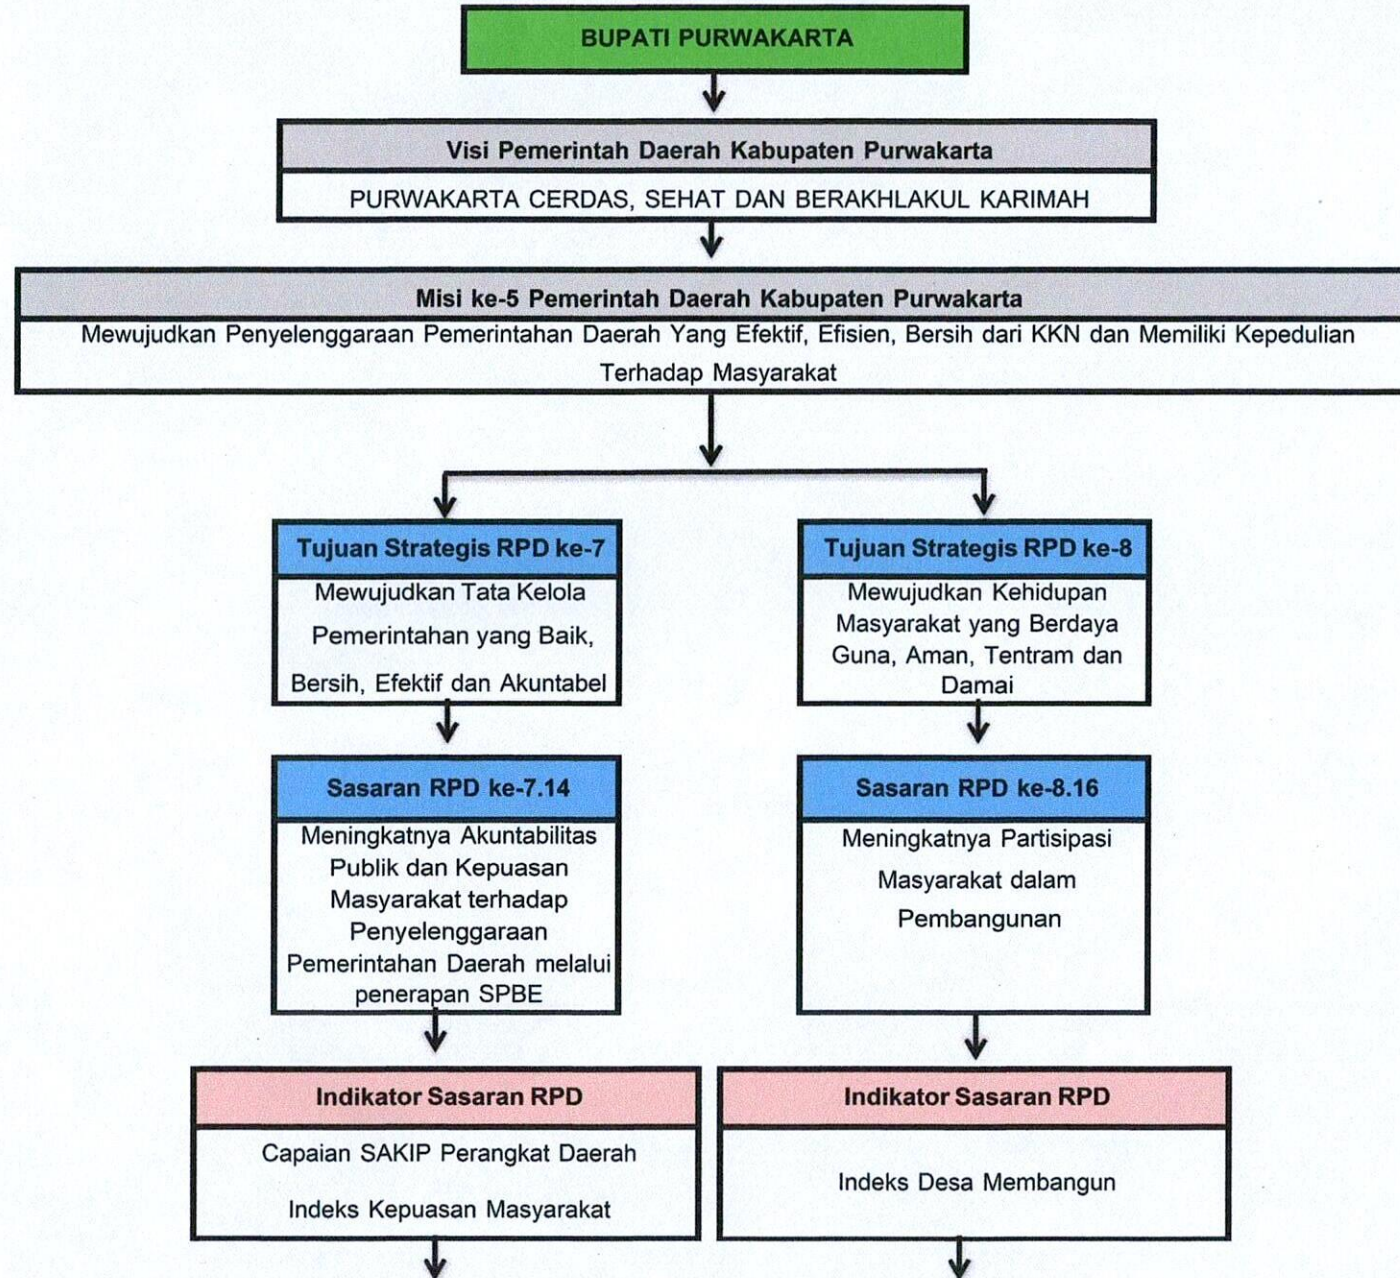 BUPATI PURWAKARTA
Visi Pemerintah Daerah Kabupaten Purwakarta
PURWAKARTA CERDAS, SEHAT DAN BERAKHLAKUL KARIMAH
Misi ke-5 Pemerintah Daerah Kabupaten Purwakarta
Mewujudkan Penyelenggaraan Pemerintahan Daerah Yang Efektif, Efisien, Bersih dari KKN dan Memiliki Kepedulian
Terhadap Masyarakat
Tujuan Strategis RPD ke-7
Mewujudkan Tata Kelola
Pemerintahan yang Baik,
Bersih, Efektif dan Akuntabel
Tujuan Strategis RPD ke-8
Mewujudkan Kehidupan
Masyarakat yang Berdaya
Guna, Aman, Tentram dan
Damai
Sasaran RPD ke-7.14
Meningkatnya Akuntabilitas
Publik dan Kepuasan
Masyarakat terhadap
Penyelenggaraan
Pemerintahan Daerah melalui
penerapan SPBE
Sasaran RPD ke-8.16
Meningkatnya Partisipasi
Masyarakat dalam
Pembangunan
Indikator Sasaran RPD
Capaian SAKIP Perangkat Daerah
Indeks Kepuasan Masyarakat
Indikator Sasaran RPD
Indeks Desa Membangun